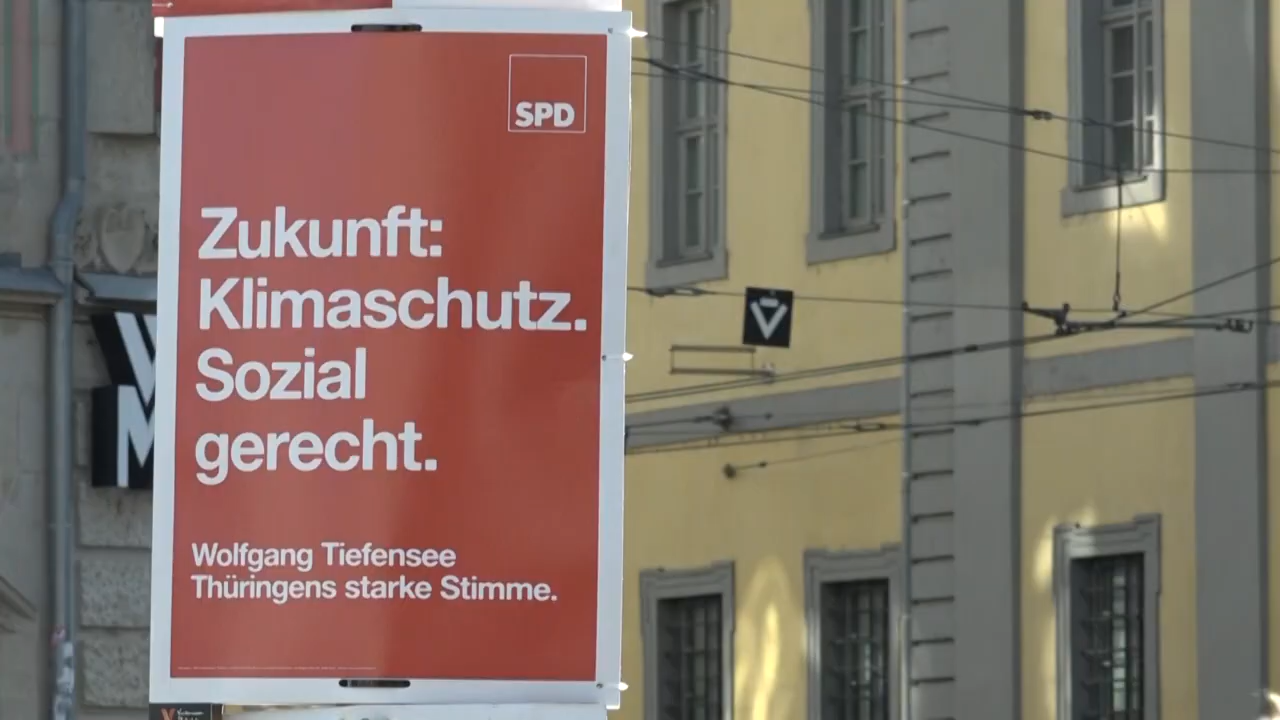 SPD
Zukunft:
Klimaschutz.
Sozial
gerecht.
Wolfgang Tiefensee
Thüringens starke Stimme.
V
M